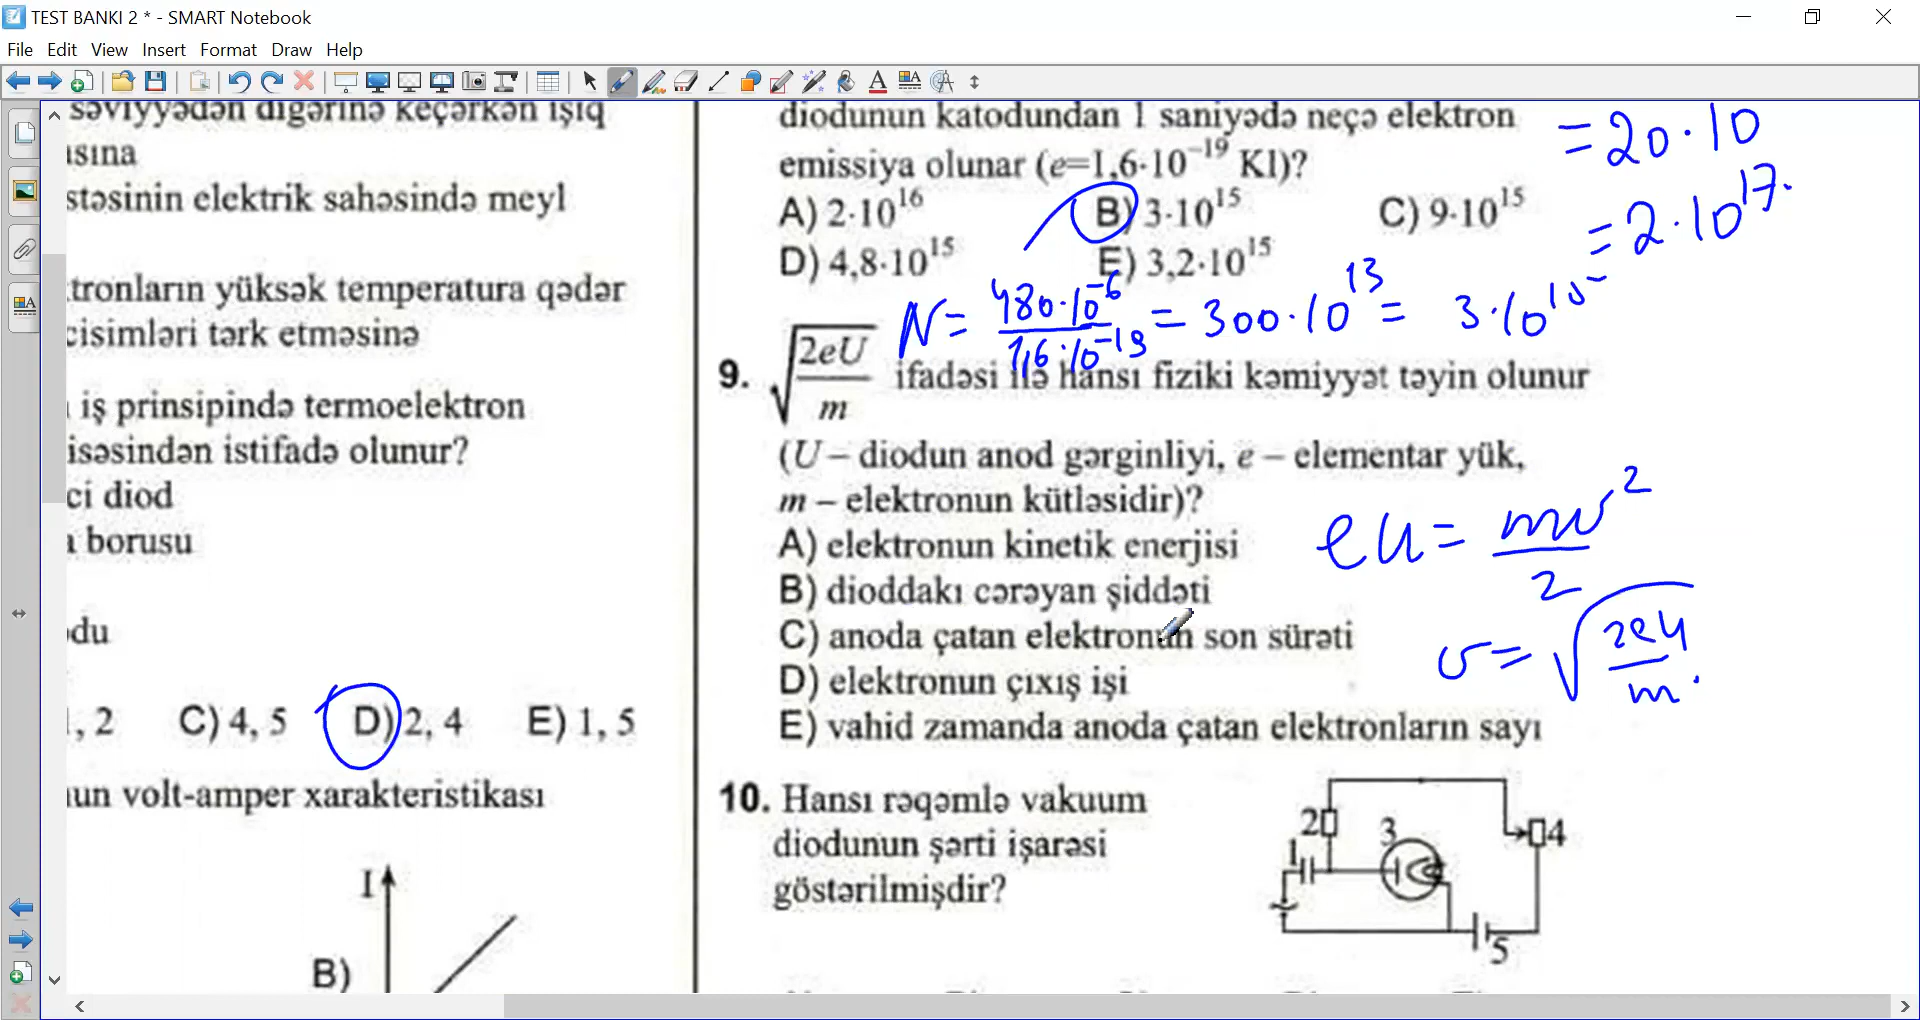 TEST BANKI 2 * - SMART Notebook
File Edit View Insert Format Draw Help
səviyyədən digərinə keçərkən işıq
ısına
stəsinin elektrik sahəsində meyl
tronların yüksək temperatura qədər
cisimləri tərk etməsinə
iş prinsipində termoelektron
isəsindən istifadə olunur?
ci diod
a borusu
du
, 2 C) 4, 5 D) 2, 4 E) 1, 5
un volt-amper xarakteristikası
I
B)
diodunun katodundan 1 saniyədə neçə elektron
emissiya olunar (e=1,6·10⁻¹⁹ Kl)?
A) 2·10¹⁶ B) 3·10¹⁵ C) 9·10¹⁵
D) 4,8·10¹⁵ E) 3,2·10¹⁵
= 20·10
= 2·10¹⁷.
N = 480·10⁻⁶ / 1,6·10⁻¹⁹ = 300·10¹³ = 3·10¹⁵
9. √(2eU/m) ifadəsi ilə hansı fiziki kəmiyyət təyin olunur
(U – diodun anod gərginliyi, e – elementar yük,
m – elektronun kütləsidir)?
A) elektronun kinetik enerjisi
B) dioddakı cərəyan şiddəti
C) anoda çatan elektronun son sürəti
D) elektronun çıxış işi
E) vahid zamanda anoda çatan elektronların sayı
eU = mv²/2
v = √(2eU/m).
10. Hansı rəqəmlə vakuum
diodunun şərti işarəsi
göstərilmişdir?
2 3 4
1
5